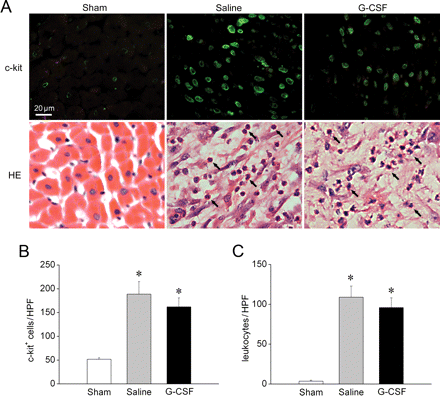 A
Sham Saline G-CSF
c-kit
20 µm
HE
B
c-kit⁺ cells/HPF
250
200
150
100
50
0
*
*
Sham Saline G-CSF
C
leukocytes/HPF
150
100
50
0
*
*
Sham Saline G-CSF